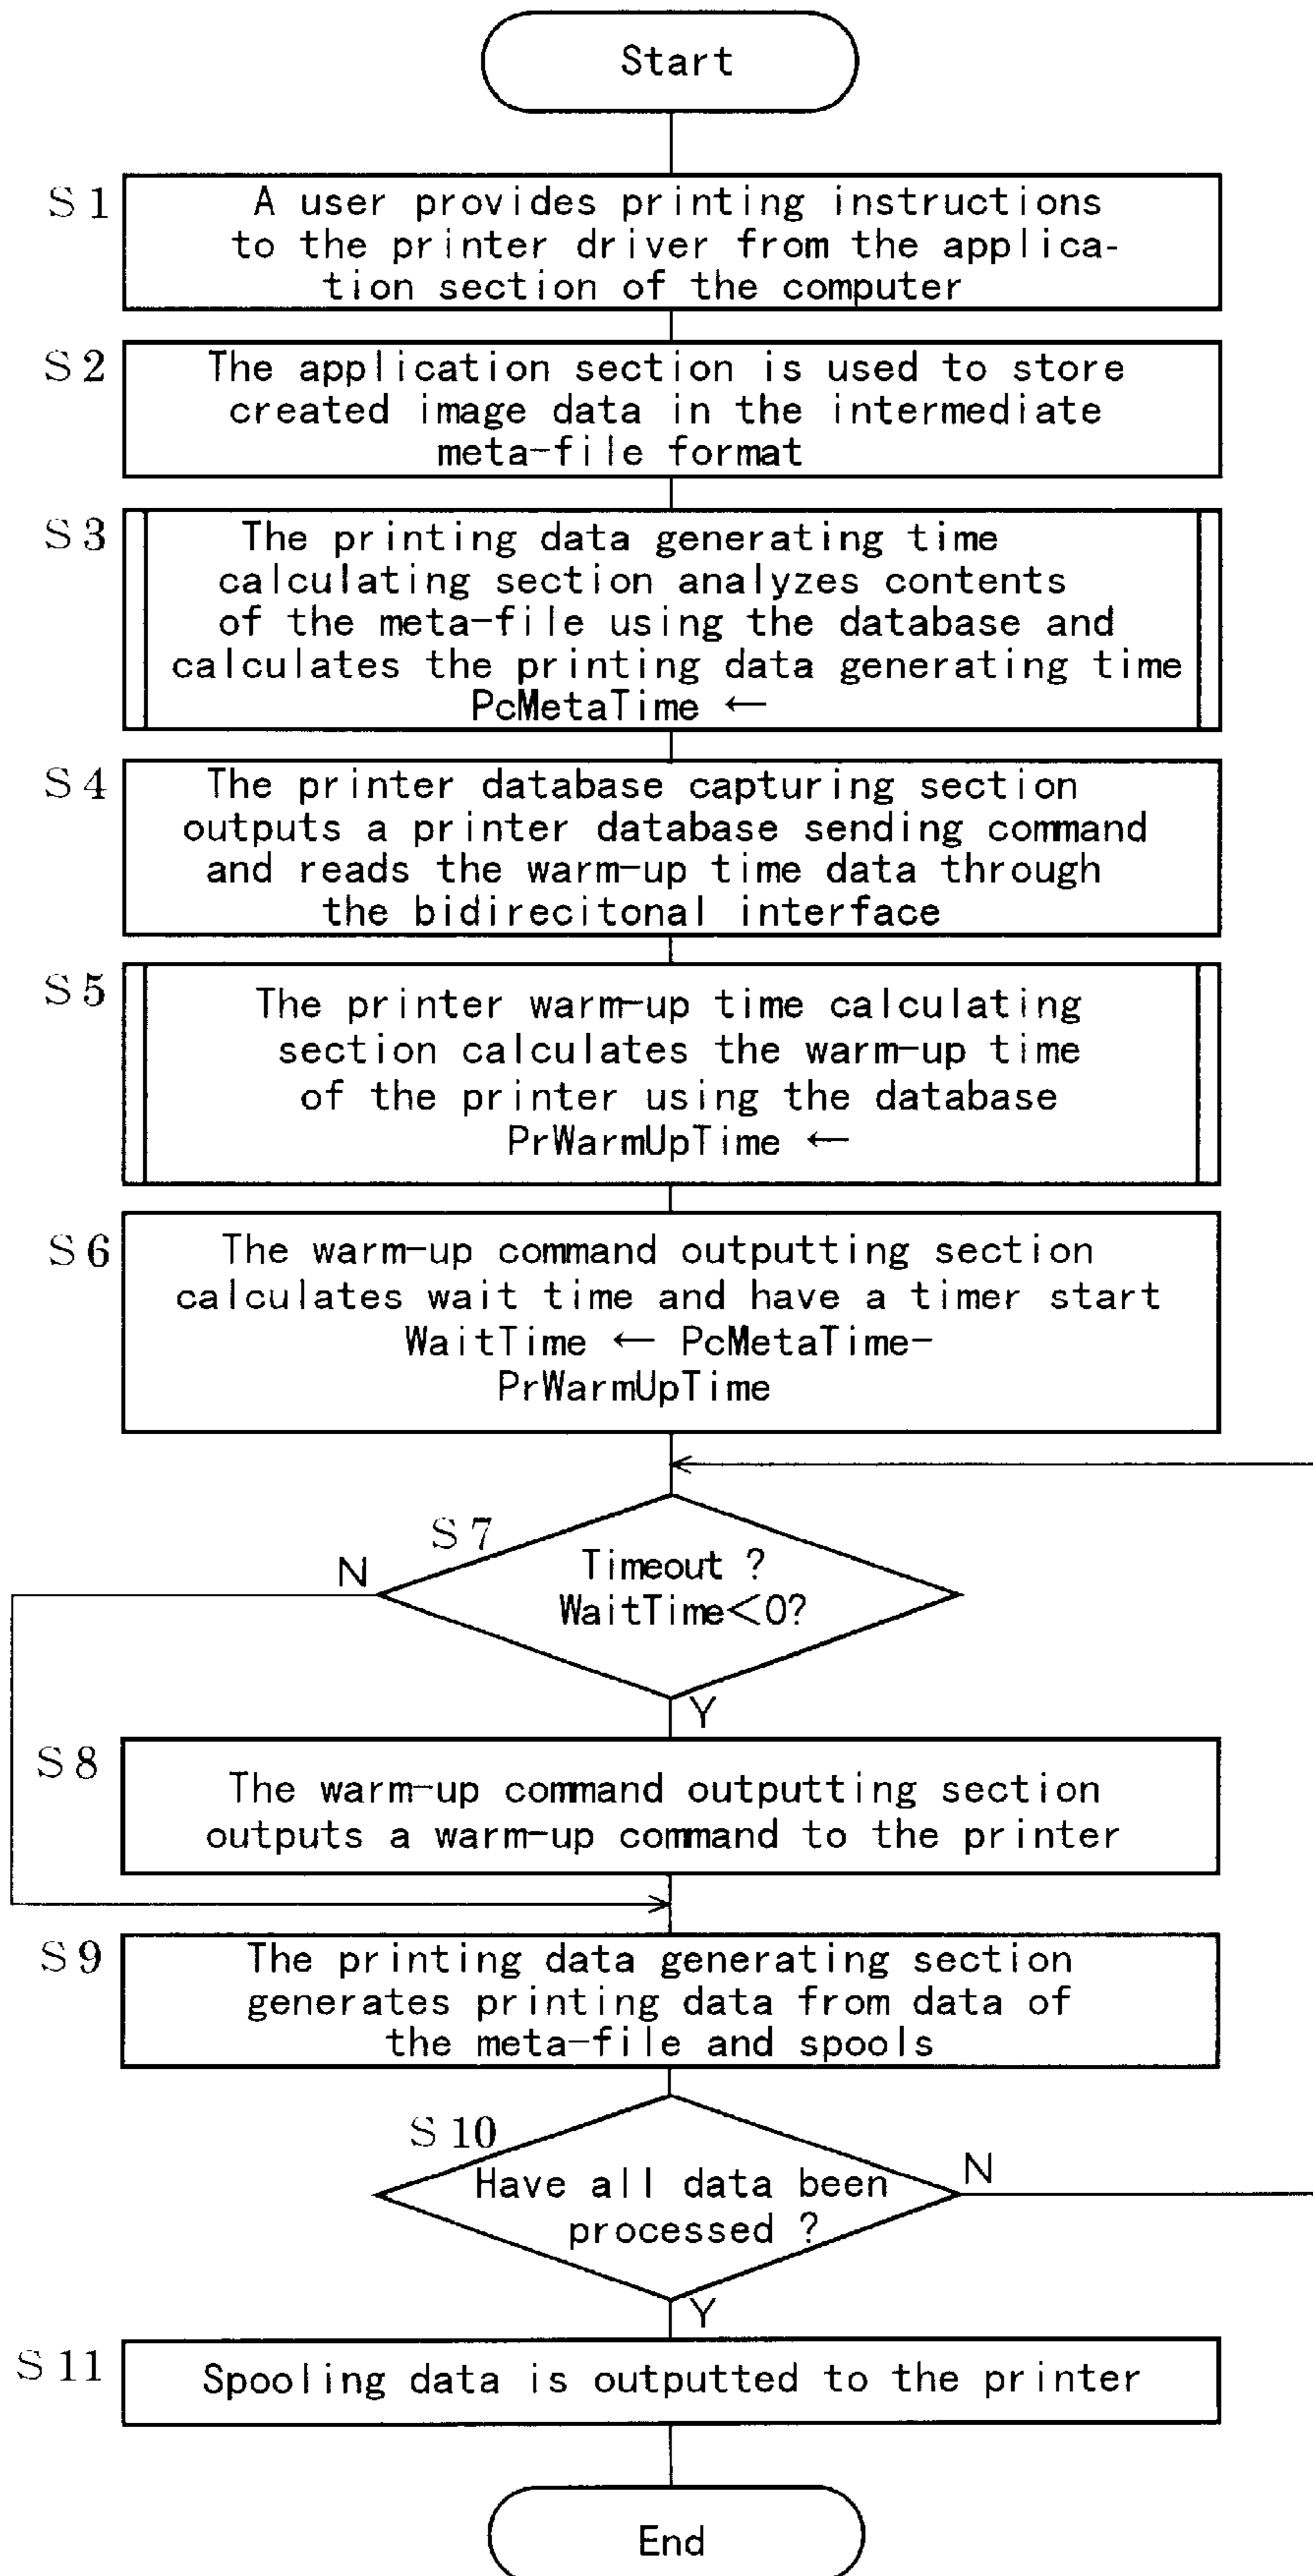 Start
S1
A user provides printing instructions
to the printer driver from the applica-
tion section of the computer
S2
The application section is used to store
created image data in the intermediate
meta-file format
S3
The printing data generating time
calculating section analyzes contents
of the meta-file using the database and
calculates the printing data generating time
PcMetaTime ←
S4
The printer database capturing section
outputs a printer database sending command
and reads the warm-up time data through
the bidirecitonal interface
S5
The printer warm-up time calculating
section calculates the warm-up time
of the printer using the database
PrWarmUpTime ←
S6
The warm-up command outputting section
calculates wait time and have a timer start
WaitTime ← PcMetaTime-
PrWarmUpTime
S7
N
Timeout ?
WaitTime<0?
Y
S8
The warm-up command outputting section
outputs a warm-up command to the printer
S9
The printing data generating section
generates printing data from data of
the meta-file and spools
S10
N
Have all data been
processed ?
Y
S11
Spooling data is outputted to the printer
End